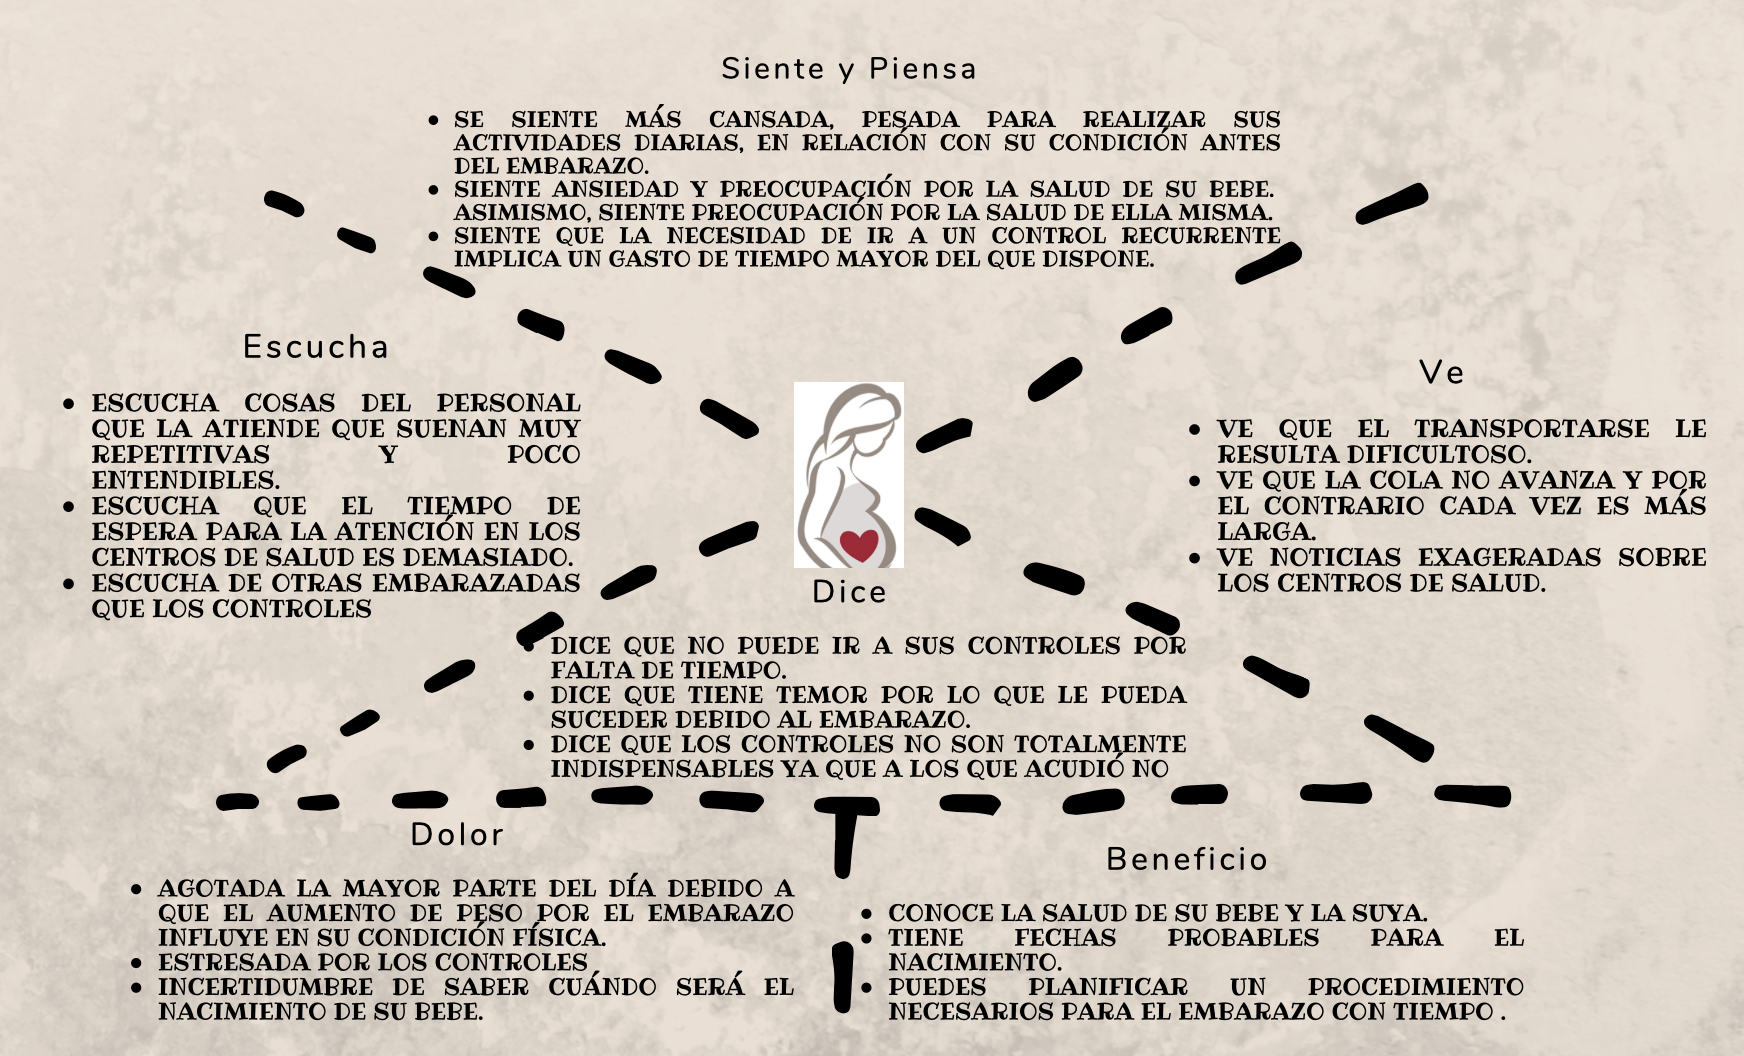 Siente y Piensa
SE SIENTE MÁS CANSADA, PESADA PARA REALIZAR SUS
ACTIVIDADES DIARIAS, EN RELACIÓN CON SU CONDICIÓN ANTES
DEL EMBARAZO.
SIENTE ANSIEDAD Y PREOCUPACIÓN POR LA SALUD DE SU BEBE.
ASIMISMO, SIENTE PREOCUPACIÓN POR LA SALUD DE ELLA MISMA.
SIENTE QUE LA NECESIDAD DE IR A UN CONTROL RECURRENTE
IMPLICA UN GASTO DE TIEMPO MAYOR DEL QUE DISPONE.
Escucha
ESCUCHA COSAS DEL PERSONAL
QUE LA ATIENDE QUE SUENAN MUY
REPETITIVAS Y POCO
ENTENDIBLES.
ESCUCHA QUE EL TIEMPO DE
ESPERA PARA LA ATENCIÓN EN LOS
CENTROS DE SALUD ES DEMASIADO.
ESCUCHA DE OTRAS EMBARAZADAS
QUE LOS CONTROLES
Ve
VE QUE EL TRANSPORTARSE LE
RESULTA DIFICULTOSO.
VE QUE LA COLA NO AVANZA Y POR
EL CONTRARIO CADA VEZ ES MÁS
LARGA.
VE NOTICIAS EXAGERADAS SOBRE
LOS CENTROS DE SALUD.
Dice
DICE QUE NO PUEDE IR A SUS CONTROLES POR
FALTA DE TIEMPO.
DICE QUE TIENE TEMOR POR LO QUE LE PUEDA
SUCEDER DEBIDO AL EMBARAZO.
DICE QUE LOS CONTROLES NO SON TOTALMENTE
INDISPENSABLES YA QUE A LOS QUE ACUDIÓ NO
Dolor
AGOTADA LA MAYOR PARTE DEL DÍA DEBIDO A
QUE EL AUMENTO DE PESO POR EL EMBARAZO
INFLUYE EN SU CONDICIÓN FÍSICA.
ESTRESADA POR LOS CONTROLES
INCERTIDUMBRE DE SABER CUÁNDO SERÁ EL
NACIMIENTO DE SU BEBE.
Beneficio
CONOCE LA SALUD DE SU BEBE Y LA SUYA.
TIENE FECHAS PROBABLES PARA EL
NACIMIENTO.
PUEDES PLANIFICAR UN PROCEDIMIENTO
NECESARIOS PARA EL EMBARAZO CON TIEMPO .